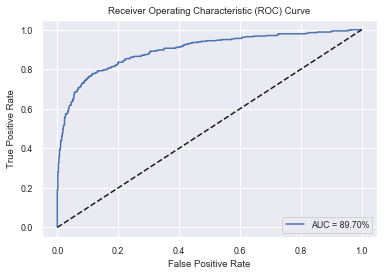 Receiver Operating Characteristic (ROC) Curve
1.0
0.8
0.6
0.4
0.2
0.0
True Positive Rate
AUC = 89.70%
0.0 0.2 0.4 0.6 0.8 1.0
False Positive Rate